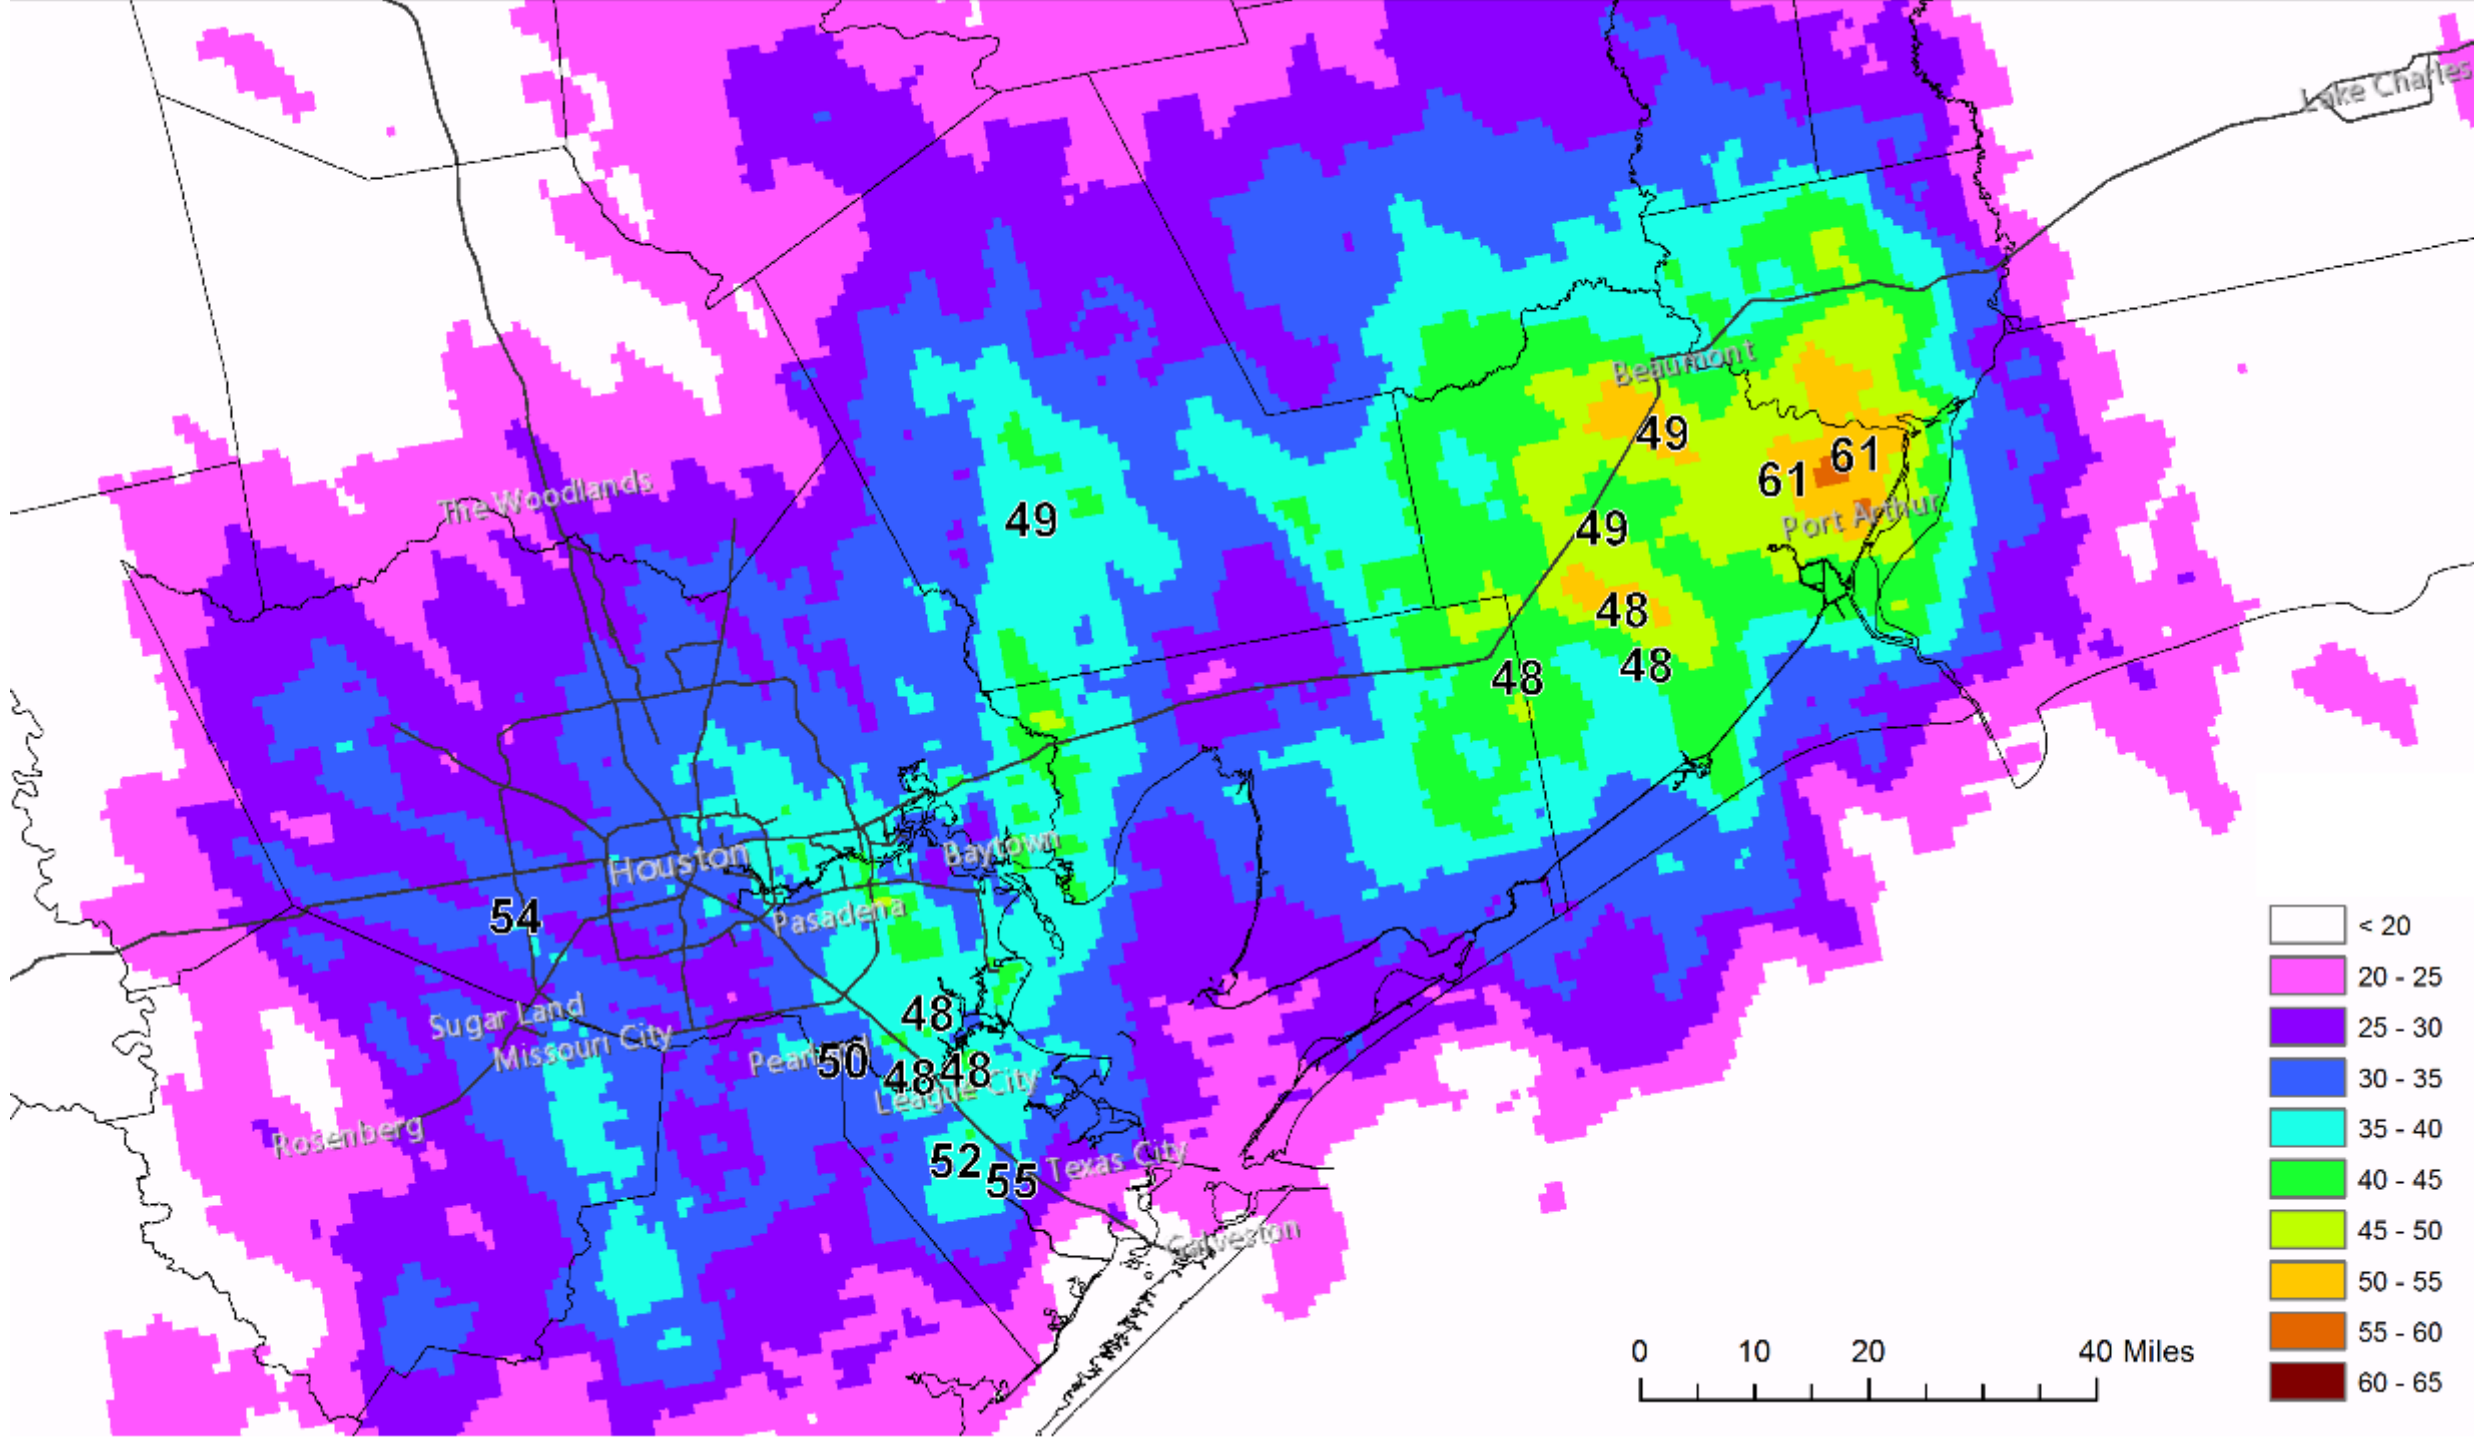 Lake Charles
Beaumont
49
61
61
The Woodlands
49
Port Arthur
49
48
48
48
Houston
Baytown
54
Pasadena
Sugar Land
48
Missouri City
Pearland
50
48
48
League City
Rosenberg
52
55
Texas City
Galveston
< 20
20 - 25
25 - 30
30 - 35
35 - 40
40 - 45
45 - 50
50 - 55
55 - 60
60 - 65
0 10 20 40 Miles